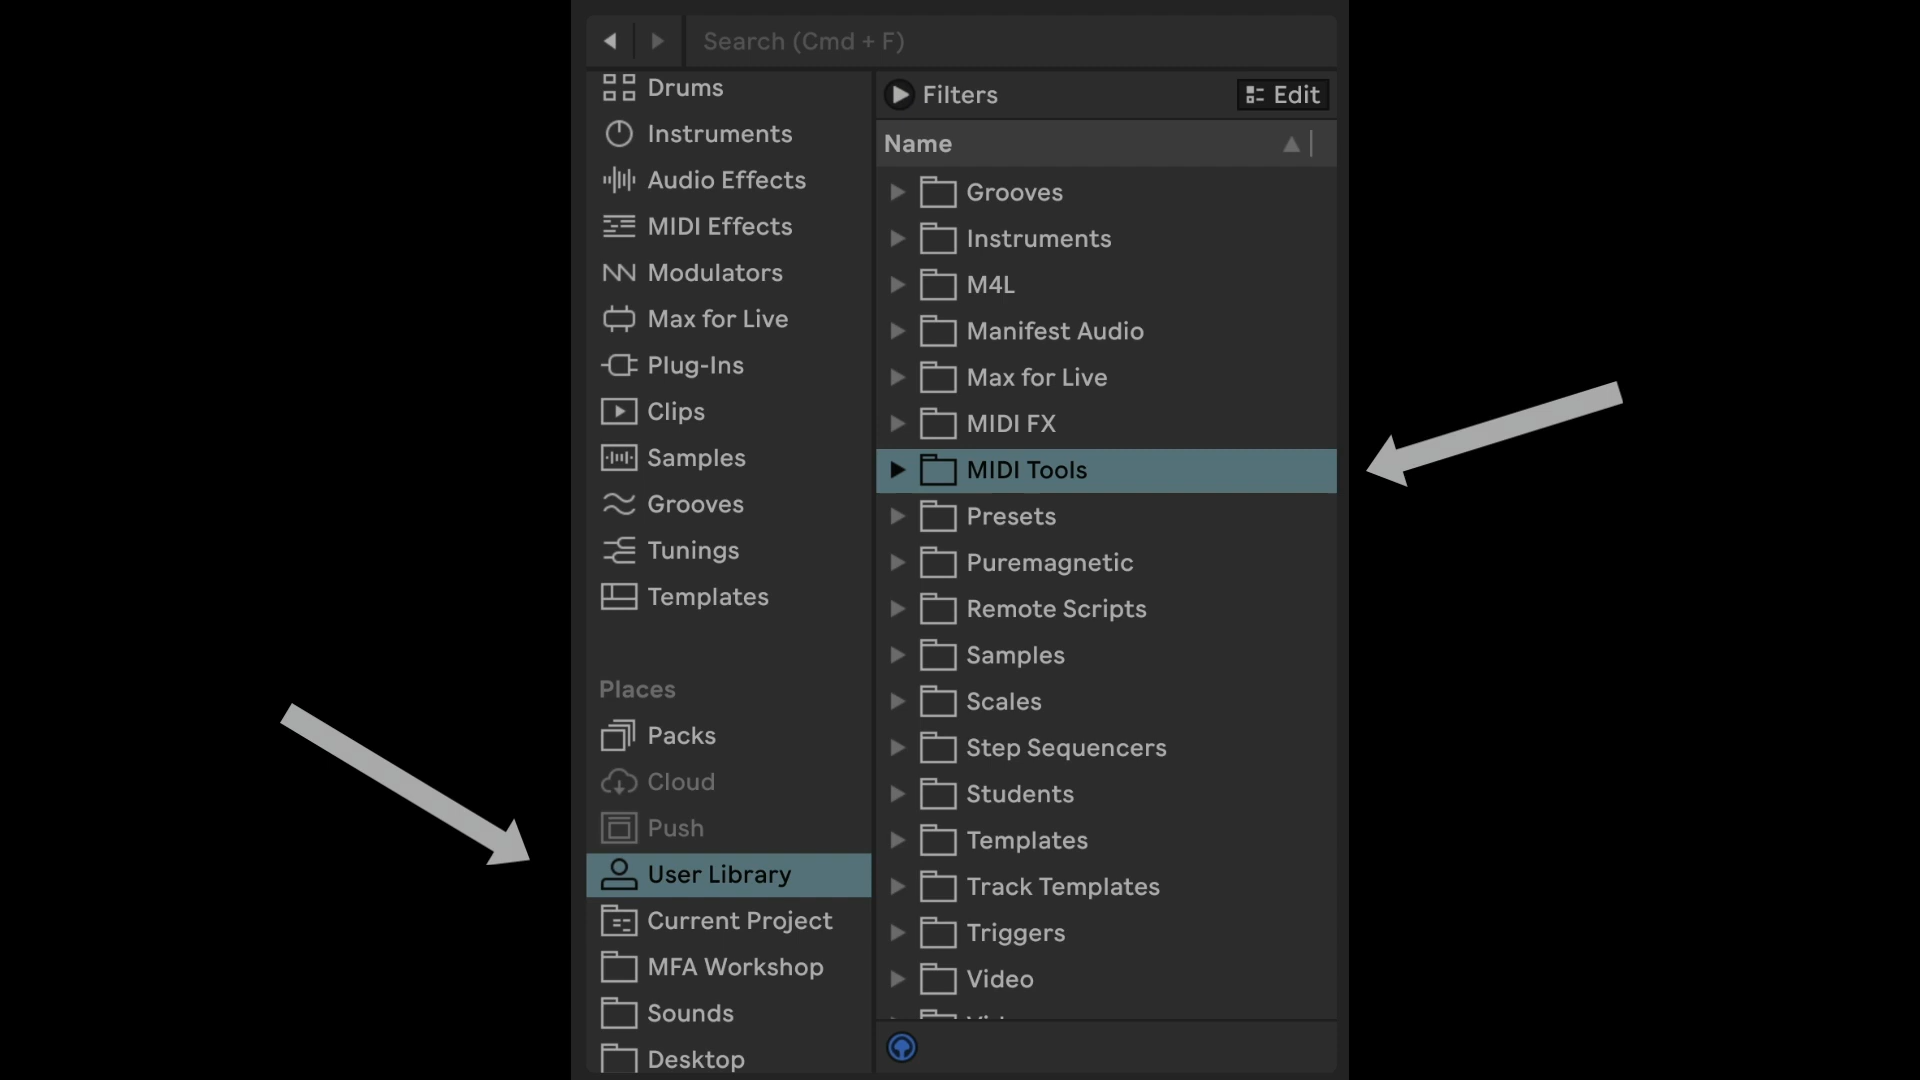 Search (Cmd + F)
Drums
Instruments
Audio Effects
MIDI Effects
Modulators
Max for Live
Plug-Ins
Clips
Samples
Grooves
Tunings
Templates
Places
Packs
Cloud
Push
User Library
Current Project
MFA Workshop
Sounds
Desktop
Filters
Edit
Name
Grooves
Instruments
M4L
Manifest Audio
Max for Live
MIDI FX
MIDI Tools
Presets
Puremagnetic
Remote Scripts
Samples
Scales
Step Sequencers
Students
Templates
Track Templates
Triggers
Video